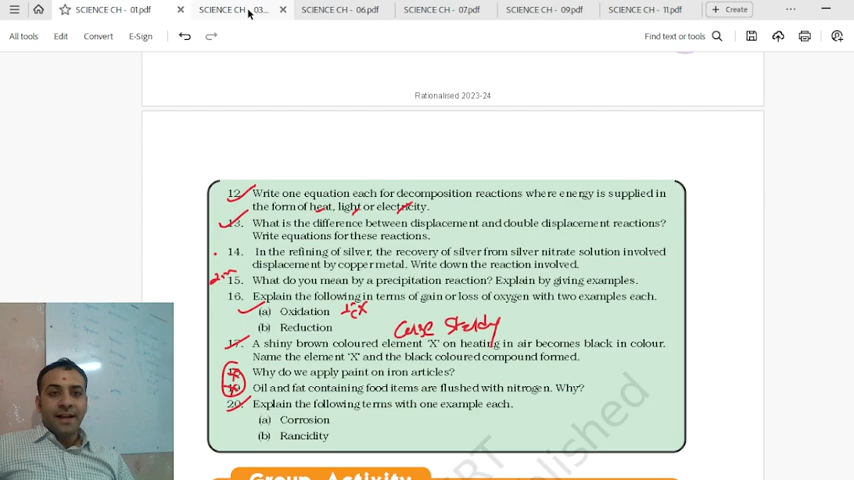 SCIENCE CH - 01.pdf SCIENCE CH - 03... SCIENCE CH - 06.pdf SCIENCE CH - 07.pdf SCIENCE CH - 09.pdf SCIENCE CH - 11.pdf + Create
All tools Edit Convert E-Sign Find text or tools
Rationalised 2023-24
12. Write one equation each for decomposition reactions where energy is supplied in
the form of heat, light or electricity.
13. What is the difference between displacement and double displacement reactions?
Write equations for these reactions.
14. In the refining of silver, the recovery of silver from silver nitrate solution involved
displacement by copper metal. Write down the reaction involved.
2m
15. What do you mean by a precipitation reaction? Explain by giving examples.
16. Explain the following in terms of gain or loss of oxygen with two examples each.
(a) Oxidation
(b) Reduction
Case Study
17. A shiny brown coloured element 'X' on heating in air becomes black in colour.
Name the element 'X' and the black coloured compound formed.
Why do we apply paint on iron articles?
Oil and fat containing food items are flushed with nitrogen. Why?
20. Explain the following terms with one example each.
(a) Corrosion
(b) Rancidity
Group Activity